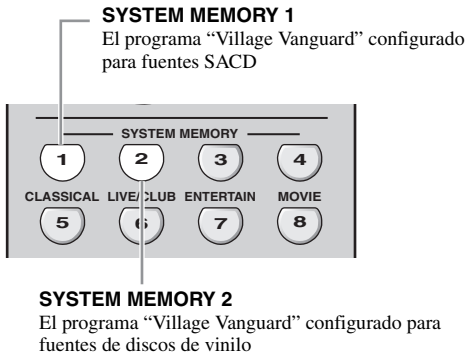 SYSTEM MEMORY 1
El programa “Village Vanguard” configurado
para fuentes SACD
SYSTEM MEMORY
1 2 3 4
CLASSICAL LIVE/CLUB ENTERTAIN MOVIE
5 6 7 8
SYSTEM MEMORY 2
El programa “Village Vanguard” configurado para
fuentes de discos de vinilo